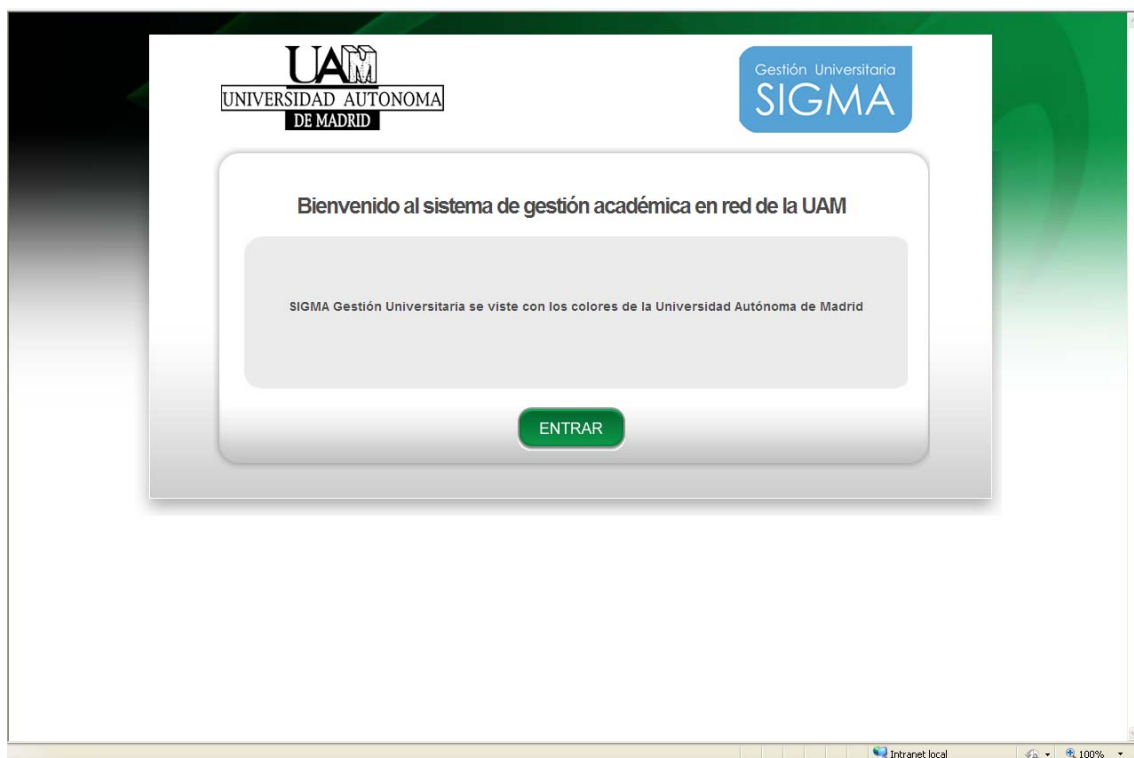 UAM
UNIVERSIDAD AUTONOMA
DE MADRID
Gestión Universitaria
SIGMA
Bienvenido al sistema de gestión académica en red de la UAM
SIGMA Gestión Universitaria se viste con los colores de la Universidad Autónoma de Madrid
ENTRAR
Intranet local
100%